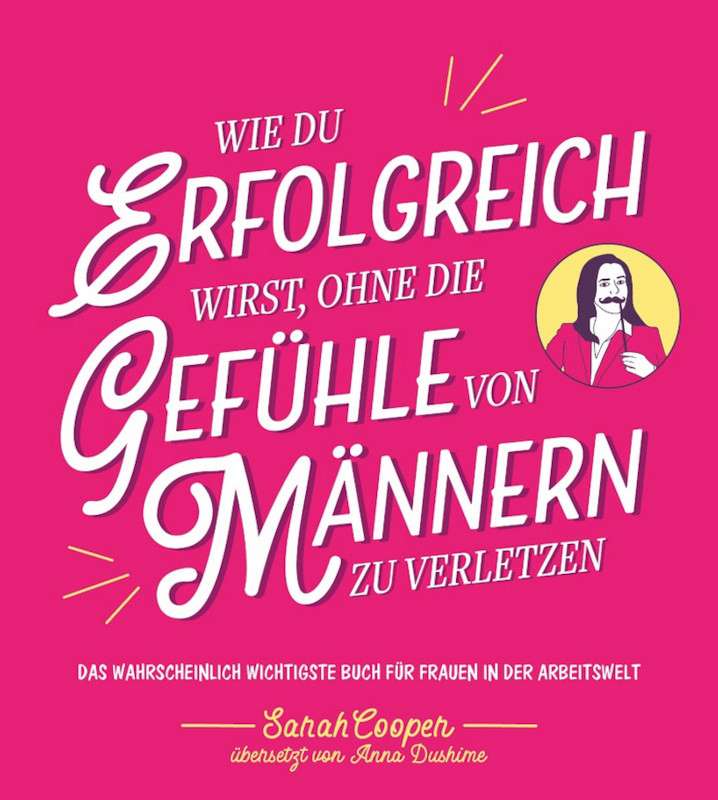 WIE DU
ERFOLGREICH
WIRST, OHNE DIE
GEFÜHLE VON
MÄNNERN
ZU VERLETZEN
DAS WAHRSCHEINLICH WICHTIGSTE BUCH FÜR FRAUEN IN DER ARBEITSWELT
Sarah Cooper
übersetzt von Anna Dushime